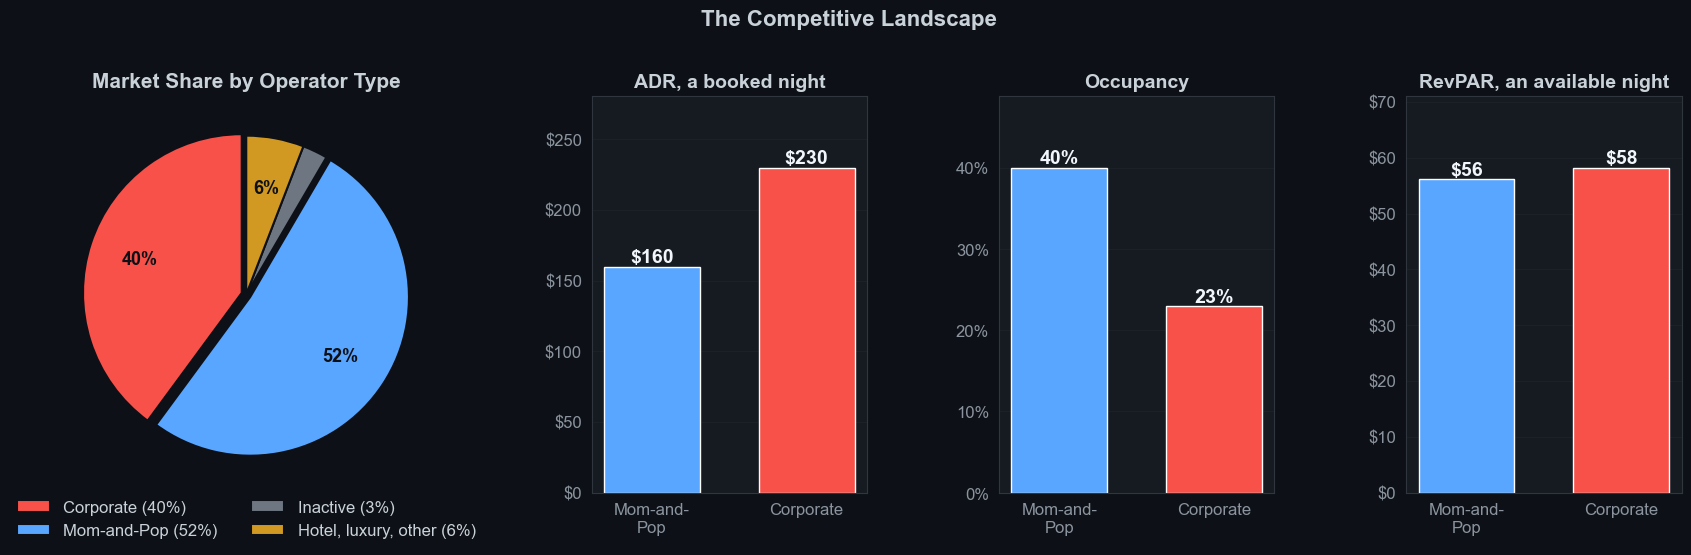 The Competitive Landscape
Market Share by Operator Type
40%
6%
52%
Corporate (40%)
Mom-and-Pop (52%)
Inactive (3%)
Hotel, luxury, other (6%)
ADR, a booked night
$250
$200
$150
$100
$50
$0
$160
$230
Mom-and-
Pop
Corporate
Occupancy
40%
30%
20%
10%
0%
40%
23%
Mom-and-
Pop
Corporate
RevPAR, an available night
$70
$60
$50
$40
$30
$20
$10
$0
$56
$58
Mom-and-
Pop
Corporate